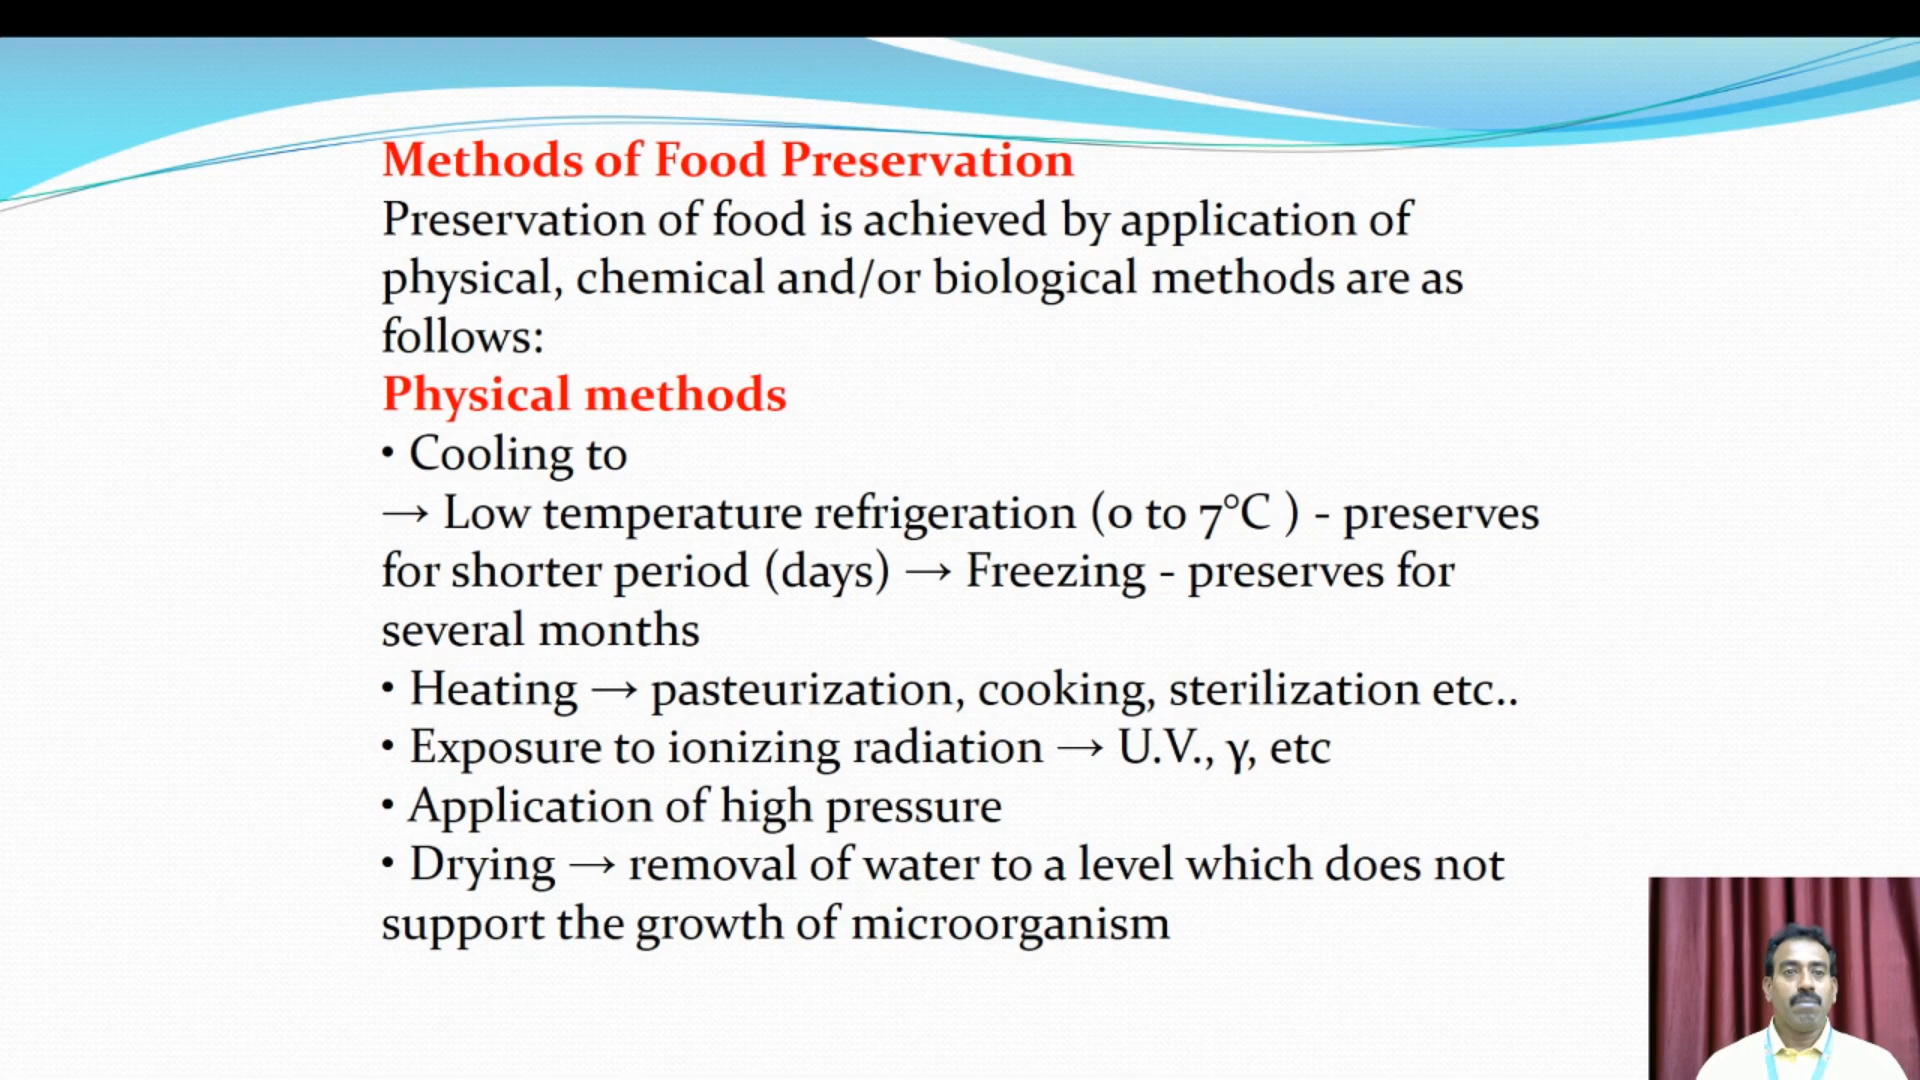 Methods of Food Preservation
Preservation of food is achieved by application of
physical, chemical and/or biological methods are as
follows:
Physical methods
• Cooling to
→ Low temperature refrigeration (0 to 7°C ) - preserves
for shorter period (days) → Freezing - preserves for
several months
• Heating → pasteurization, cooking, sterilization etc..
• Exposure to ionizing radiation → U.V., γ, etc
• Application of high pressure
• Drying → removal of water to a level which does not
support the growth of microorganism